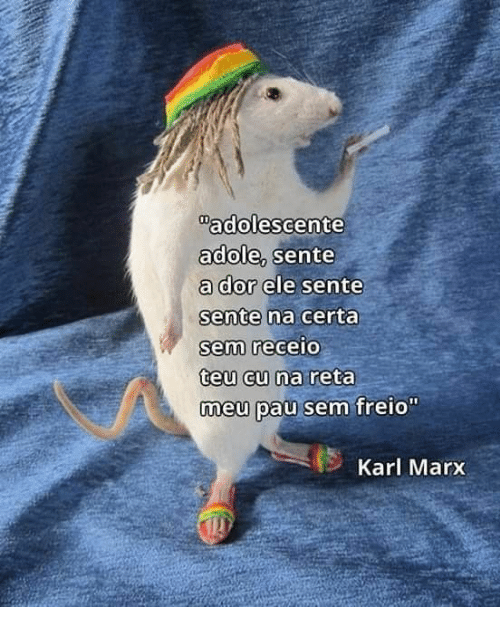 "adolescente
adole, sente
a dor ele sente
sente na certa
sem receio
teu cu na reta
meu pau sem freio"
Karl Marx